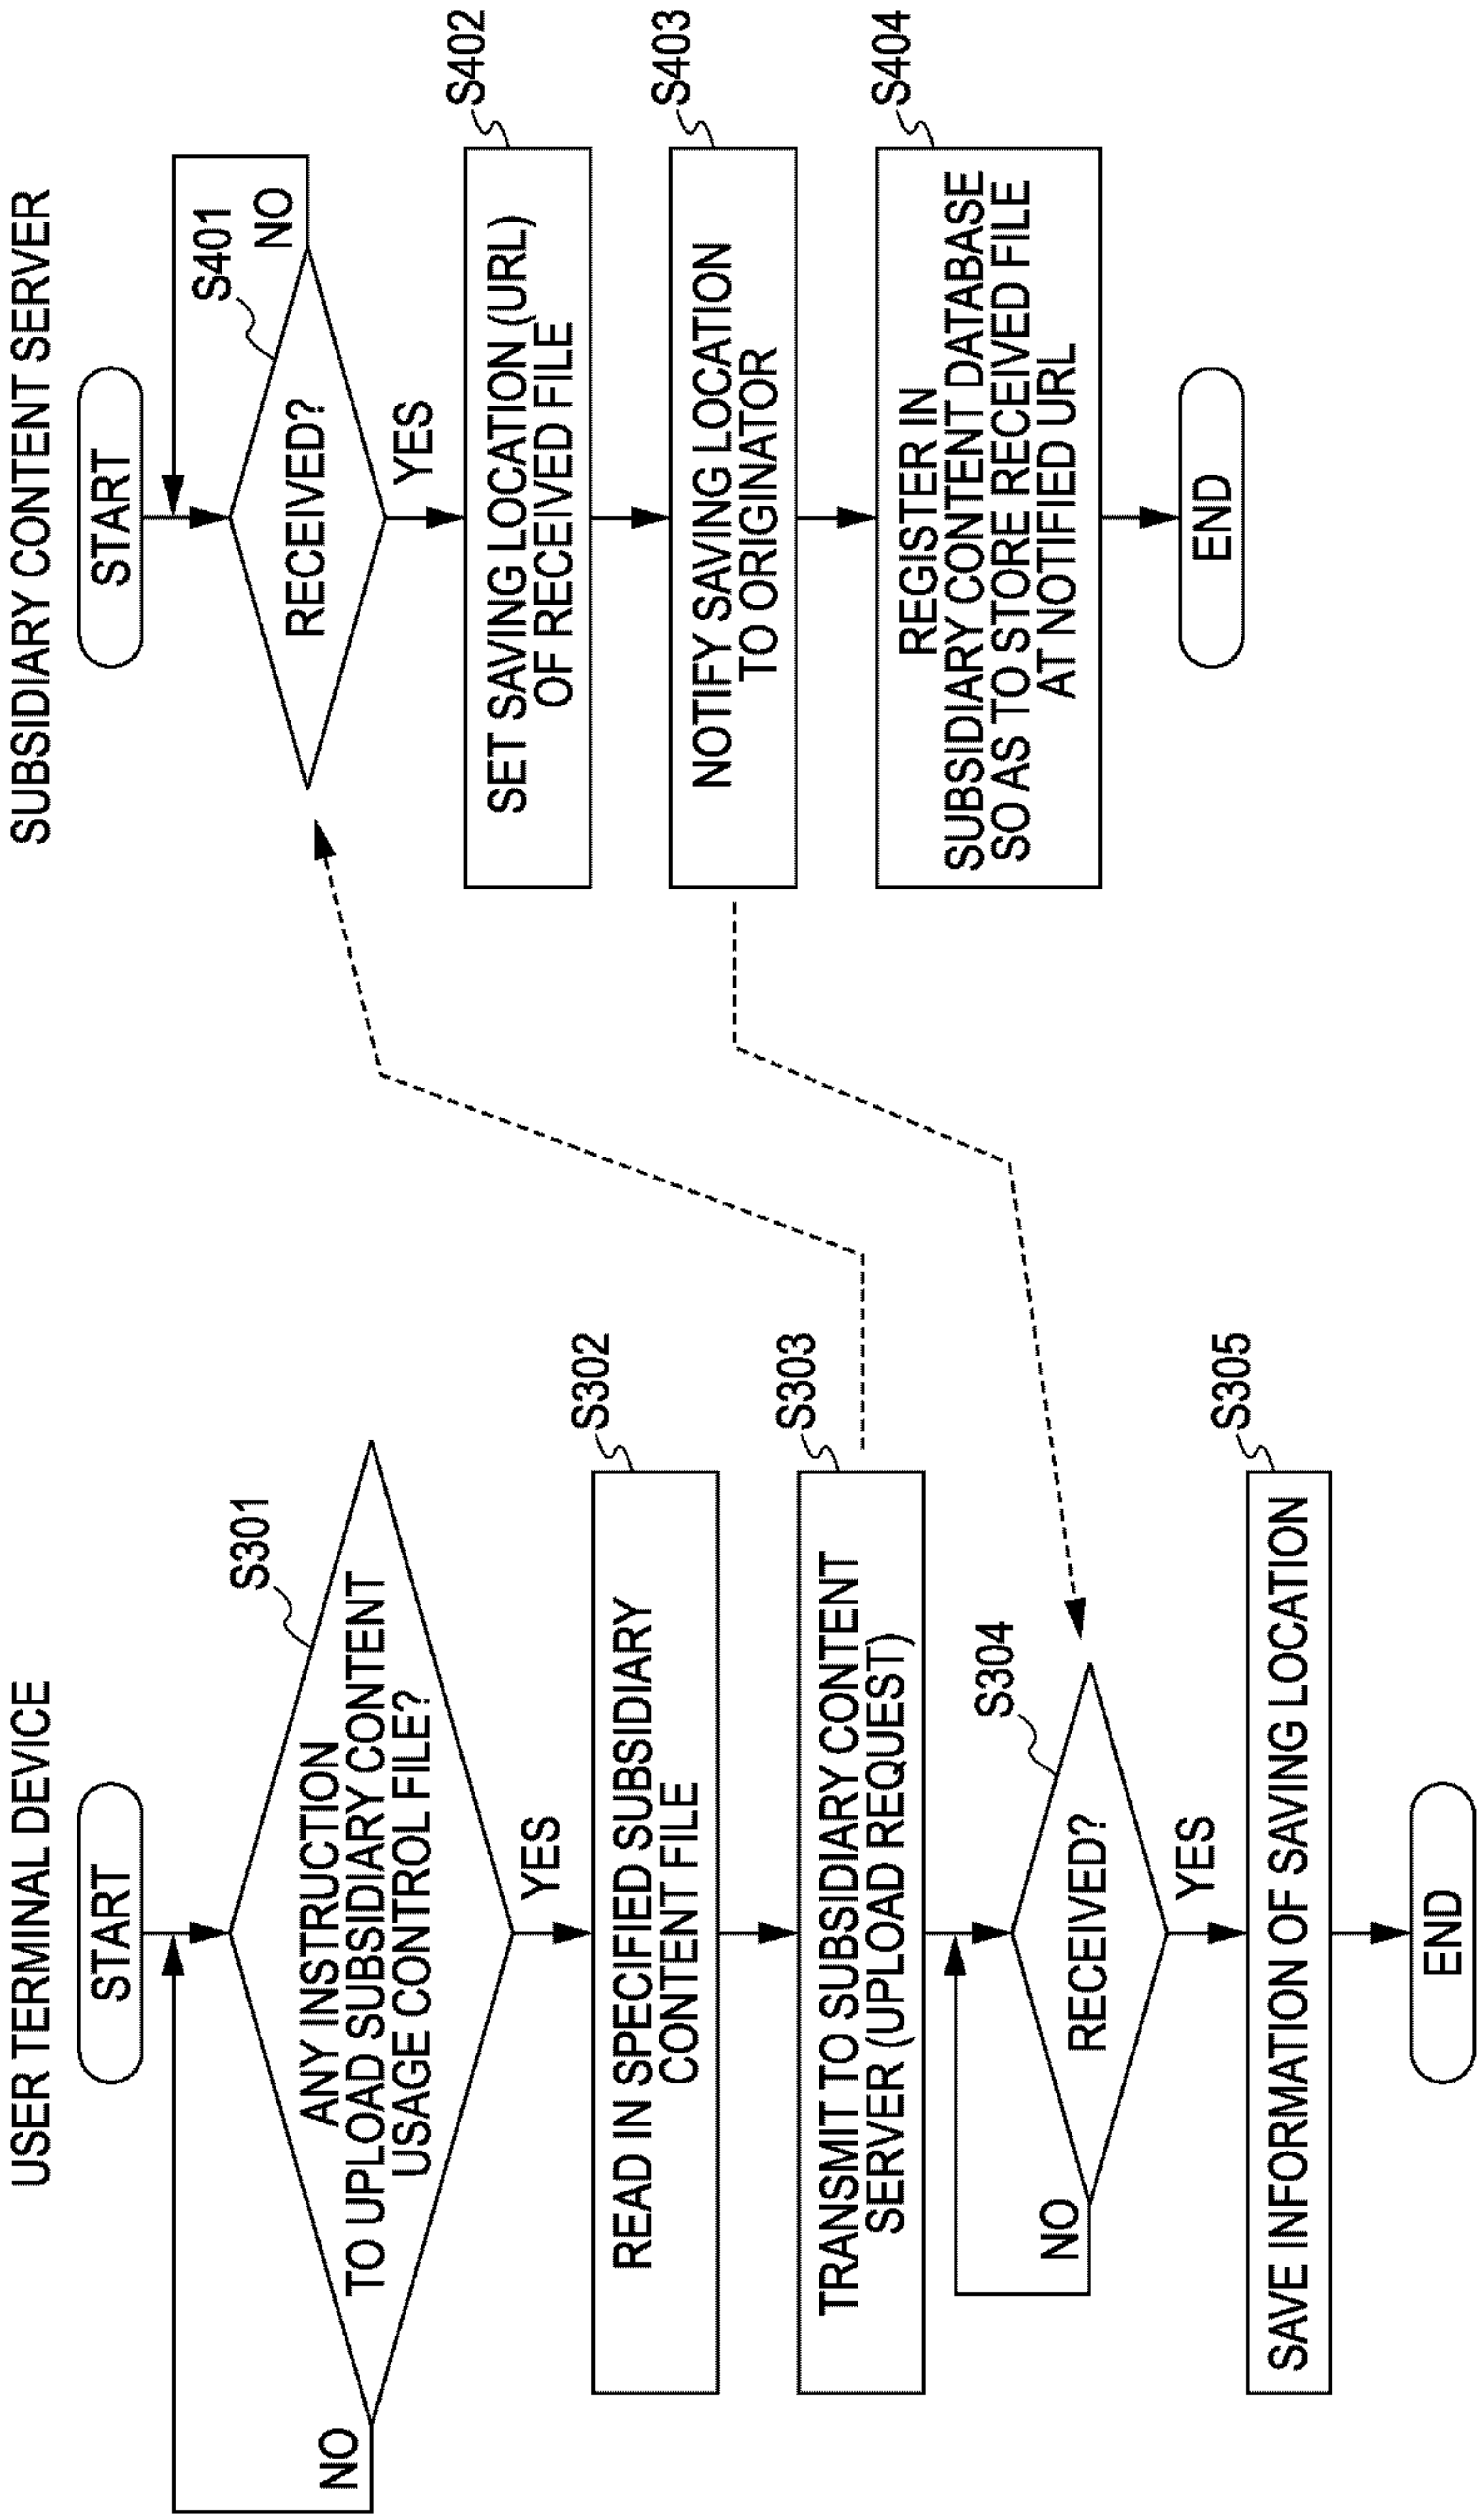 USER TERMINAL DEVICE
START
S301
ANY INSTRUCTION
TO UPLOAD SUBSIDIARY CONTENT
USAGE CONTROL FILE?
NO
YES
S302
READ IN SPECIFIED SUBSIDIARY
CONTENT FILE
S303
TRANSMIT TO SUBSIDIARY CONTENT
SERVER (UPLOAD REQUEST)
S304
RECEIVED?
NO
YES
S305
SAVE INFORMATION OF SAVING LOCATION
END
SUBSIDIARY CONTENT SERVER
START
S401
RECEIVED?
NO
YES
S402
SET SAVING LOCATION (URL)
OF RECEIVED FILE
S403
NOTIFY SAVING LOCATION
TO ORIGINATOR
S404
REGISTER IN
SUBSIDIARY CONTENT DATABASE
SO AS TO STORE RECEIVED FILE
AT NOTIFIED URL
END